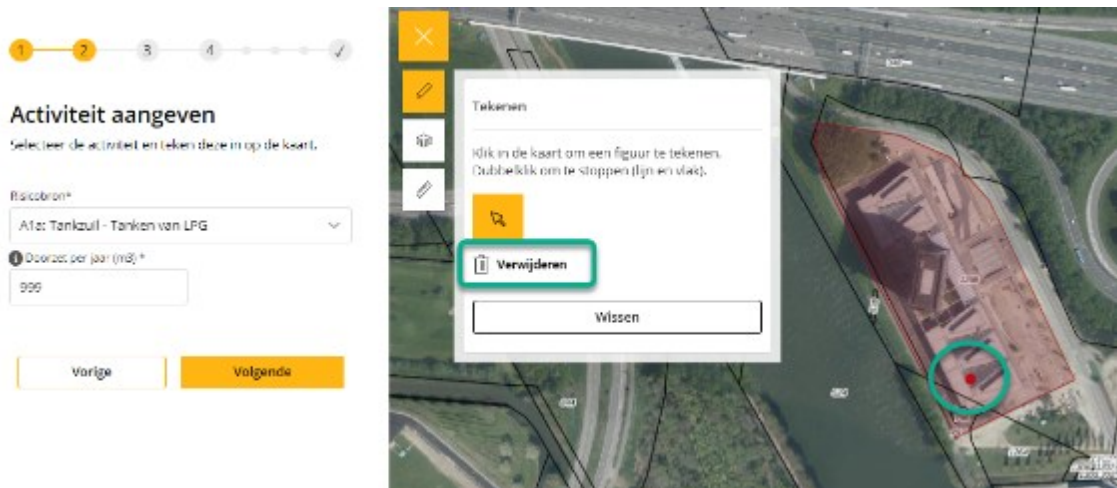 1 2 3 4
Activiteit aangeven
Selecteer de activiteit en teken deze in op de kaart.
Risicobron*
A1a: Tankzuil - Tanken van LPG
Doorzet per jaar (m3) *
999
Vorige
Volgende
Tekenen
Klik in de kaart om een figuur te tekenen.
Dubbelklik om te stoppen (lijn en vlak).
Verwijderen
Wissen